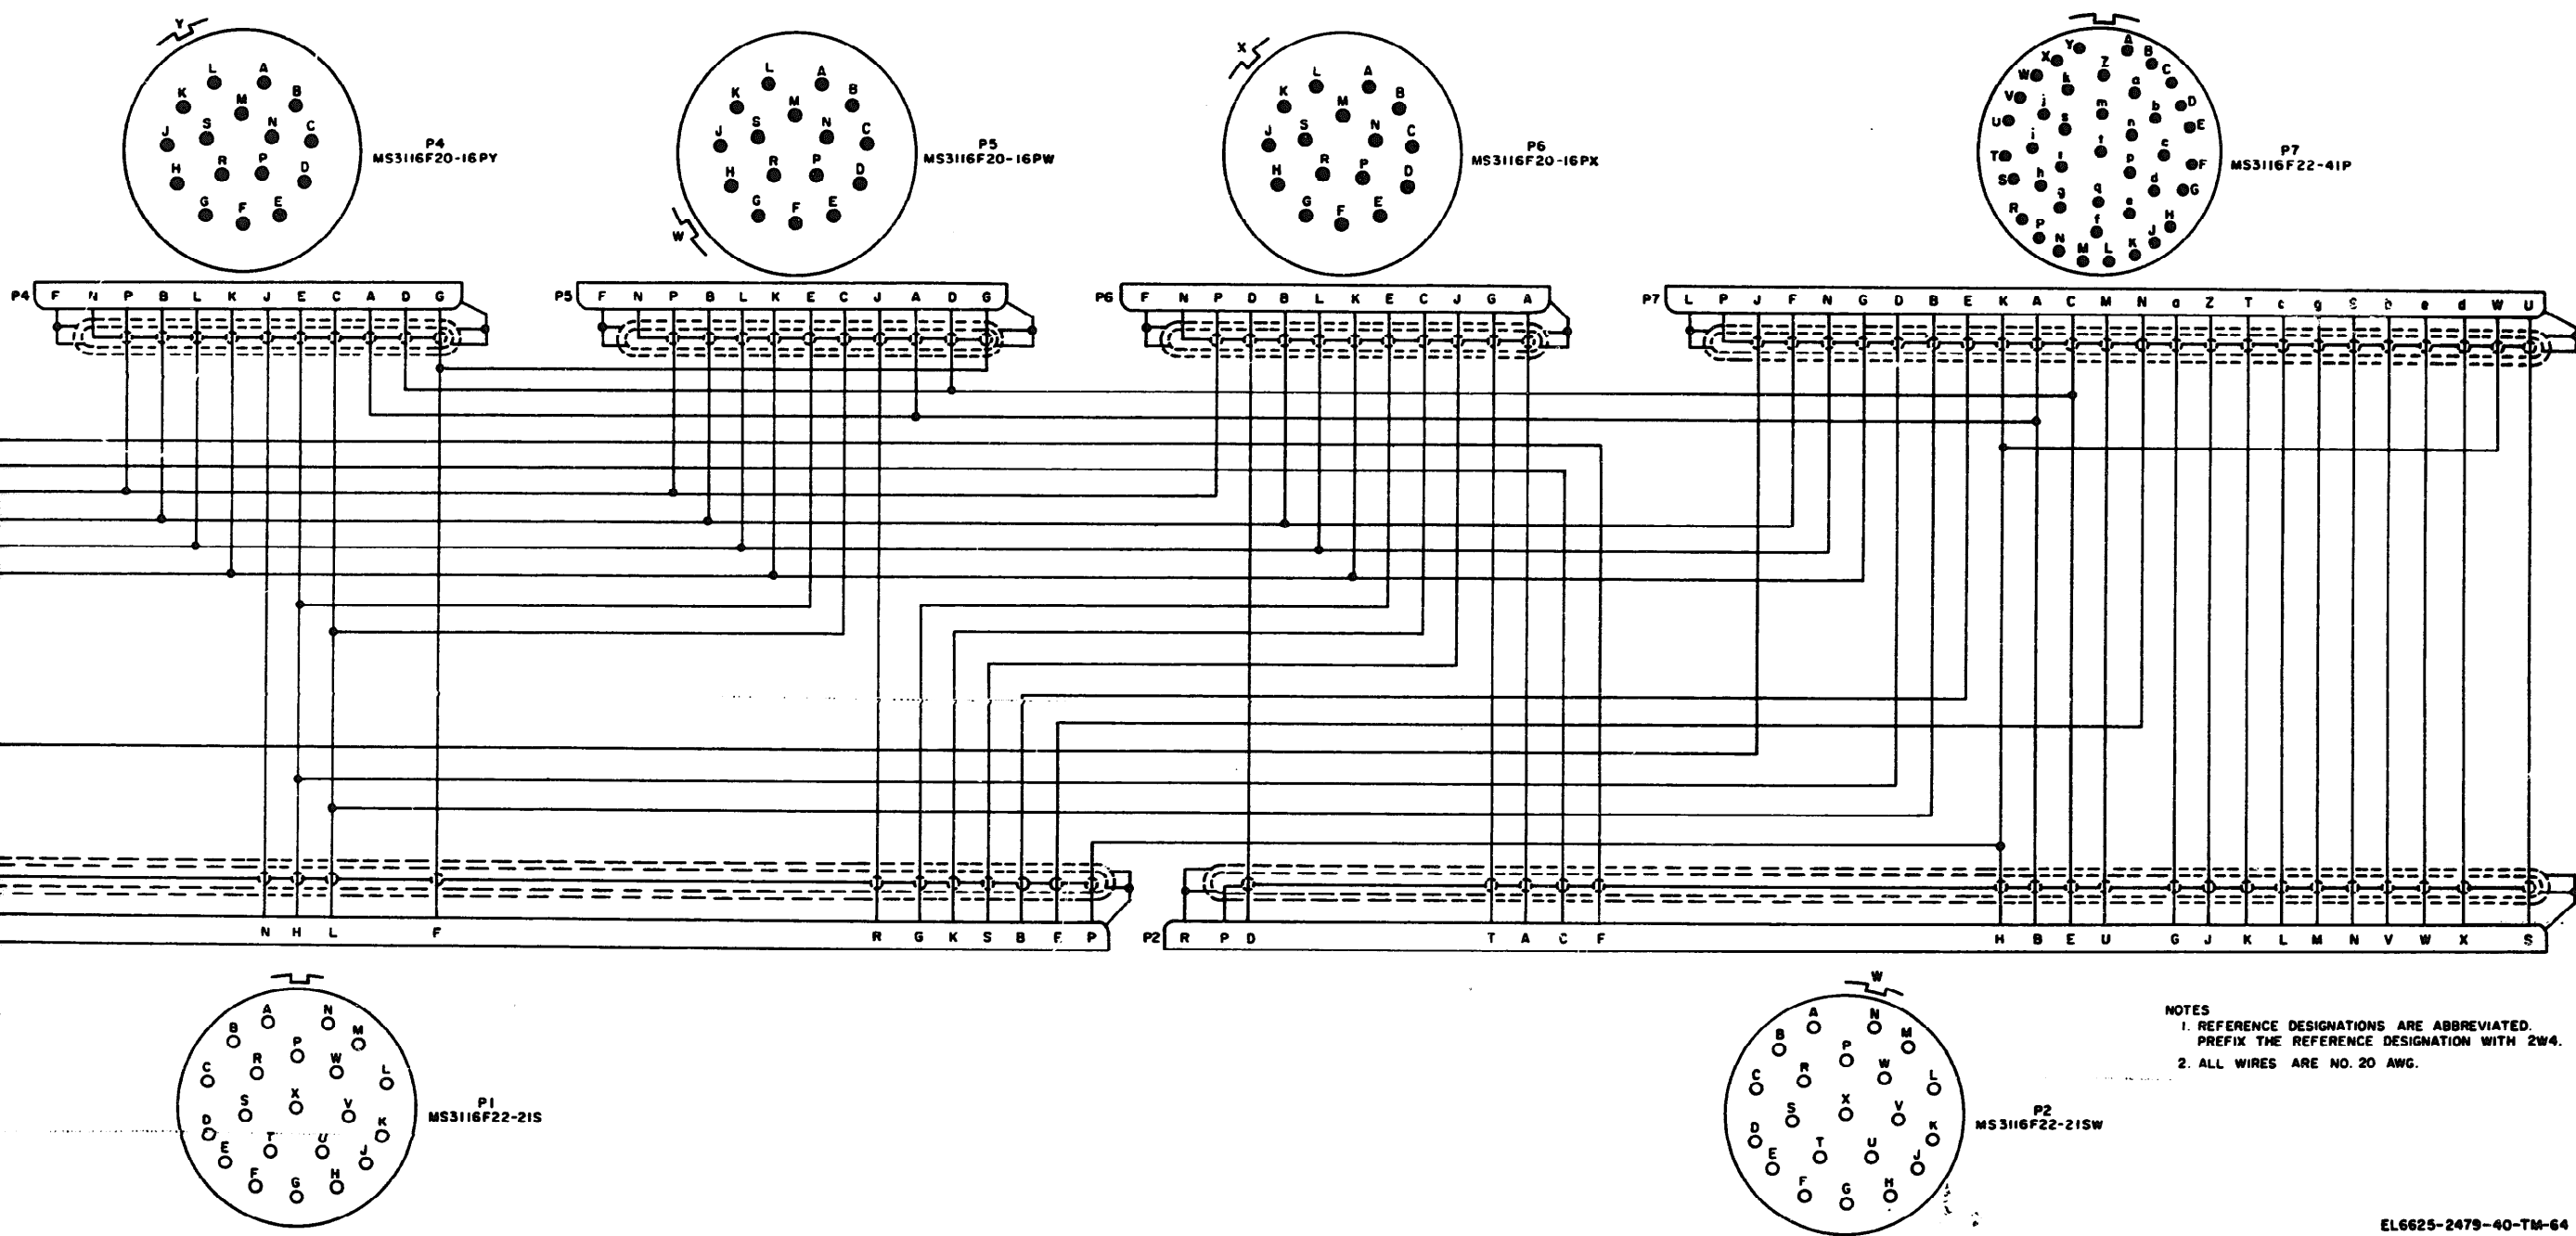 Y
L A
K M B
S N
J C
R P
H D
G F E
P4
MS3116F20-16PY
L A
K M B
S N
J C
R P
H D
G F E
W
P5
MS3116F20-16PW
X
L A
K M B
S N
J C
R P
H D
G F E
P6
MS3116F20-16PX
Y A
X Z B
W k a C
V j m b D
U s n E
i t c
T r p F
S h d G
g q e
R f H
P J
N M L K
P7
MS3116F22-41P
P4 F N P B L K J E C A D G
P5 F N P B L K E C J A D G
P6 F N P D B L K E C J G A
P7 L P J F N G D B E K A C M N a Z T c g S b e d W U
N H L F R G K S B E P
P2 R P D T A C F H B E U G J K L M N V W X S
A N
B M
P
R W
C L
X
S V
D K
E T U J
F H
G
P1
MS3116F22-21S
W
A N
B M
P
R W
C L
X
S V
D K
E T U J
F H
G
P2
MS3116F22-21SW
NOTES
1. REFERENCE DESIGNATIONS ARE ABBREVIATED.
PREFIX THE REFERENCE DESIGNATION WITH 2W4.
2. ALL WIRES ARE NO. 20 AWG.
EL6625-2479-40-TM-64